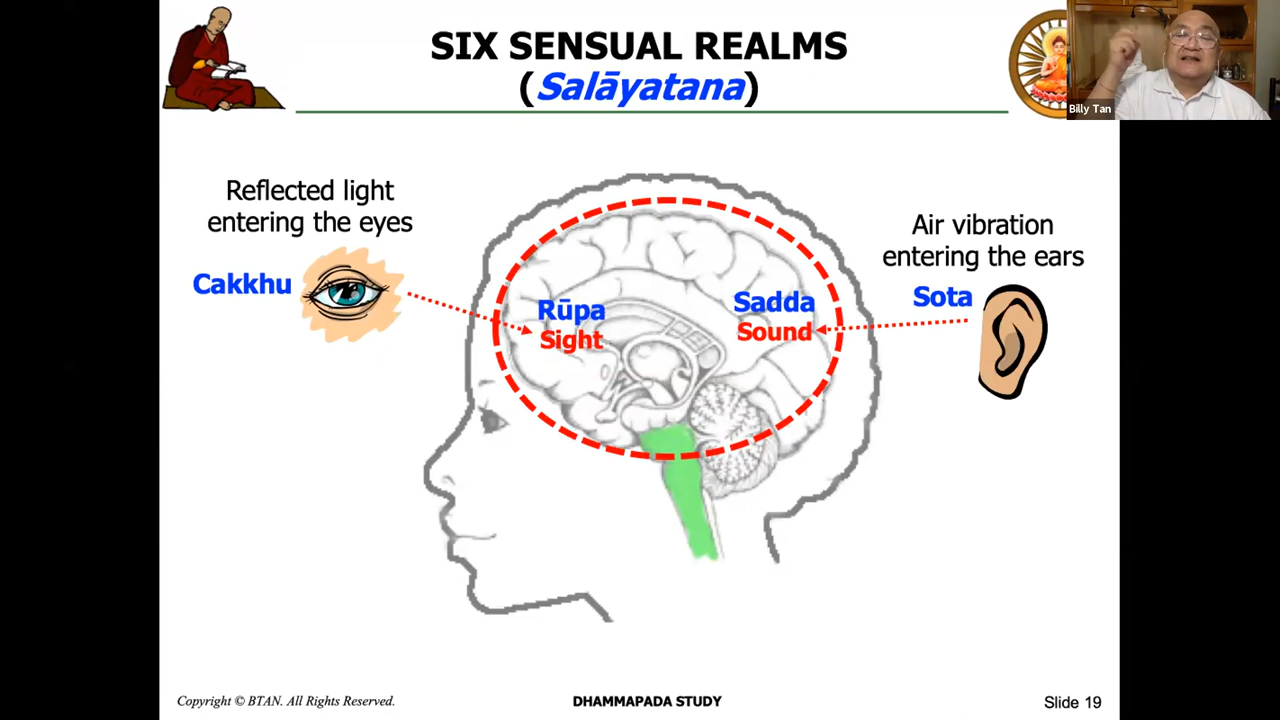 SIX SENSUAL REALMS
(Salāyatana)
Billy Tan
Reflected light
entering the eyes
Cakkhu
Air vibration
entering the ears
Sota
Rūpa
Sight
Sadda
Sound
Copyright © BTAN. All Rights Reserved.
DHAMMAPADA STUDY
Slide 19